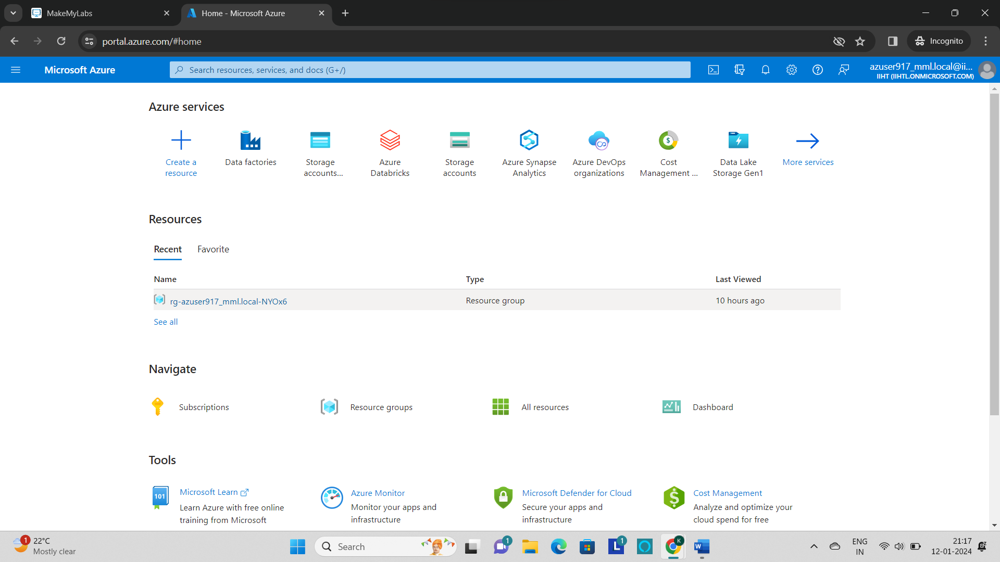 MakeMyLabs
Home - Microsoft Azure
portal.azure.com/#home
Incognito
Microsoft Azure
Search resources, services, and docs (G+/)
azuser917_mml.local@ii...
IIHT (IIHTL.ONMICROSOFT.COM)
Azure services
Create a
resource
Data factories
Storage
accounts...
Azure
Databricks
Storage
accounts
Azure Synapse
Analytics
Azure DevOps
organizations
Cost
Management ...
Data Lake
Storage Gen1
More services
Resources
Recent
Favorite
Name
Type
Last Viewed
rg-azuser917_mml.local-NYOx6
Resource group
10 hours ago
See all
Navigate
Subscriptions
Resource groups
All resources
Dashboard
Tools
101
Microsoft Learn
Learn Azure with free online
training from Microsoft
Azure Monitor
Monitor your apps and
infrastructure
Microsoft Defender for Cloud
Secure your apps and
infrastructure
Cost Management
Analyze and optimize your
cloud spend for free
1
22°C
Mostly clear
Search
1
L
1
K
W
ENG
IN
21:17
12-01-2024